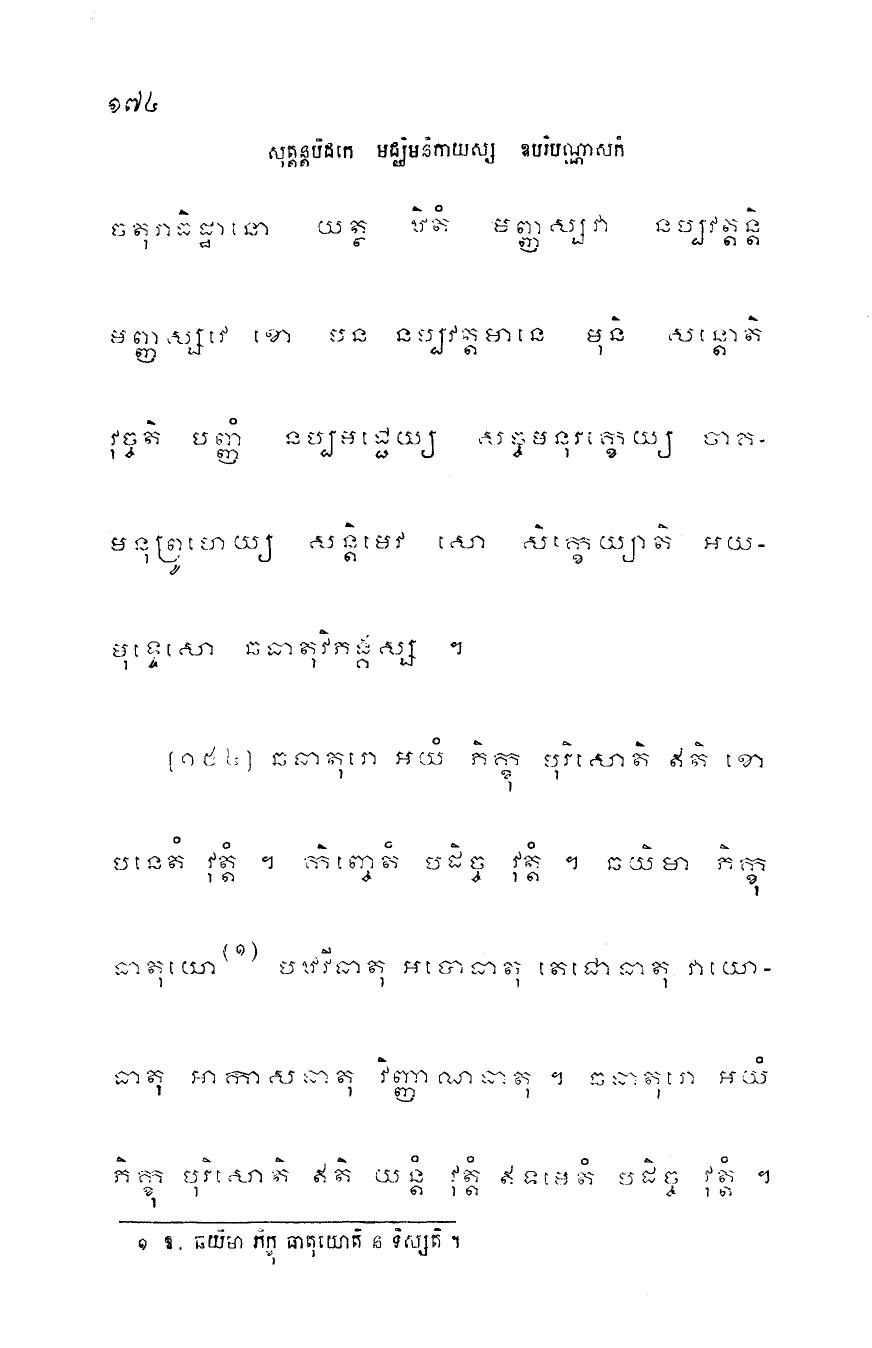 ១៧៤
សុត្តន្តបិដកេ មជ្ឈិមនិកាយស្ស ឧបរិបណ្ណាសកំ
ចតុរាធិដ្ឋានោ យត្ថ ឋិតំ មញ្ញស្សវា នប្បវត្តន្តិ
មញ្ញស្សវេ ខោ បន នប្បវត្តមានេ មុនិ សន្តោតិ
វុច្ចតិ បញ្ញំ នប្បមជ្ជេយ្យ សច្ចមនុរក្ខេយ្យ ចាគ-
មនុព្រូហេយ្យ សន្តិមេវ សោ សិក្ខេយ្យាតិ អយ-
មុទ្ទេសោ ឆធាតុវិភង្គស្ស ។
[១៥៤] ឆធាតុរោ អយំ ភិក្ខុ បុរិសោតិ ឥតិ ខោ
បនេតំ វុត្តំ ។ កិញ្ចេតំ បដិច្ច វុត្តំ ។ ឆយិមា ភិក្ខុ
ធាតុយោ(១) បឋវីធាតុ អាបោធាតុ តេជោធាតុ វាយោ-
ធាតុ អាកាសធាតុ វិញ្ញាណធាតុ ។ ឆធាតុរោ អយំ
ភិក្ខុ បុរិសោតិ ឥតិ យន្តំ វុត្តំ ឥទមេតំ បដិច្ច វុត្តំ ។
១ ឱ. ឆយិមា ភិក្ខុ ធាតុយោតិ ន ទិស្សតិ ។